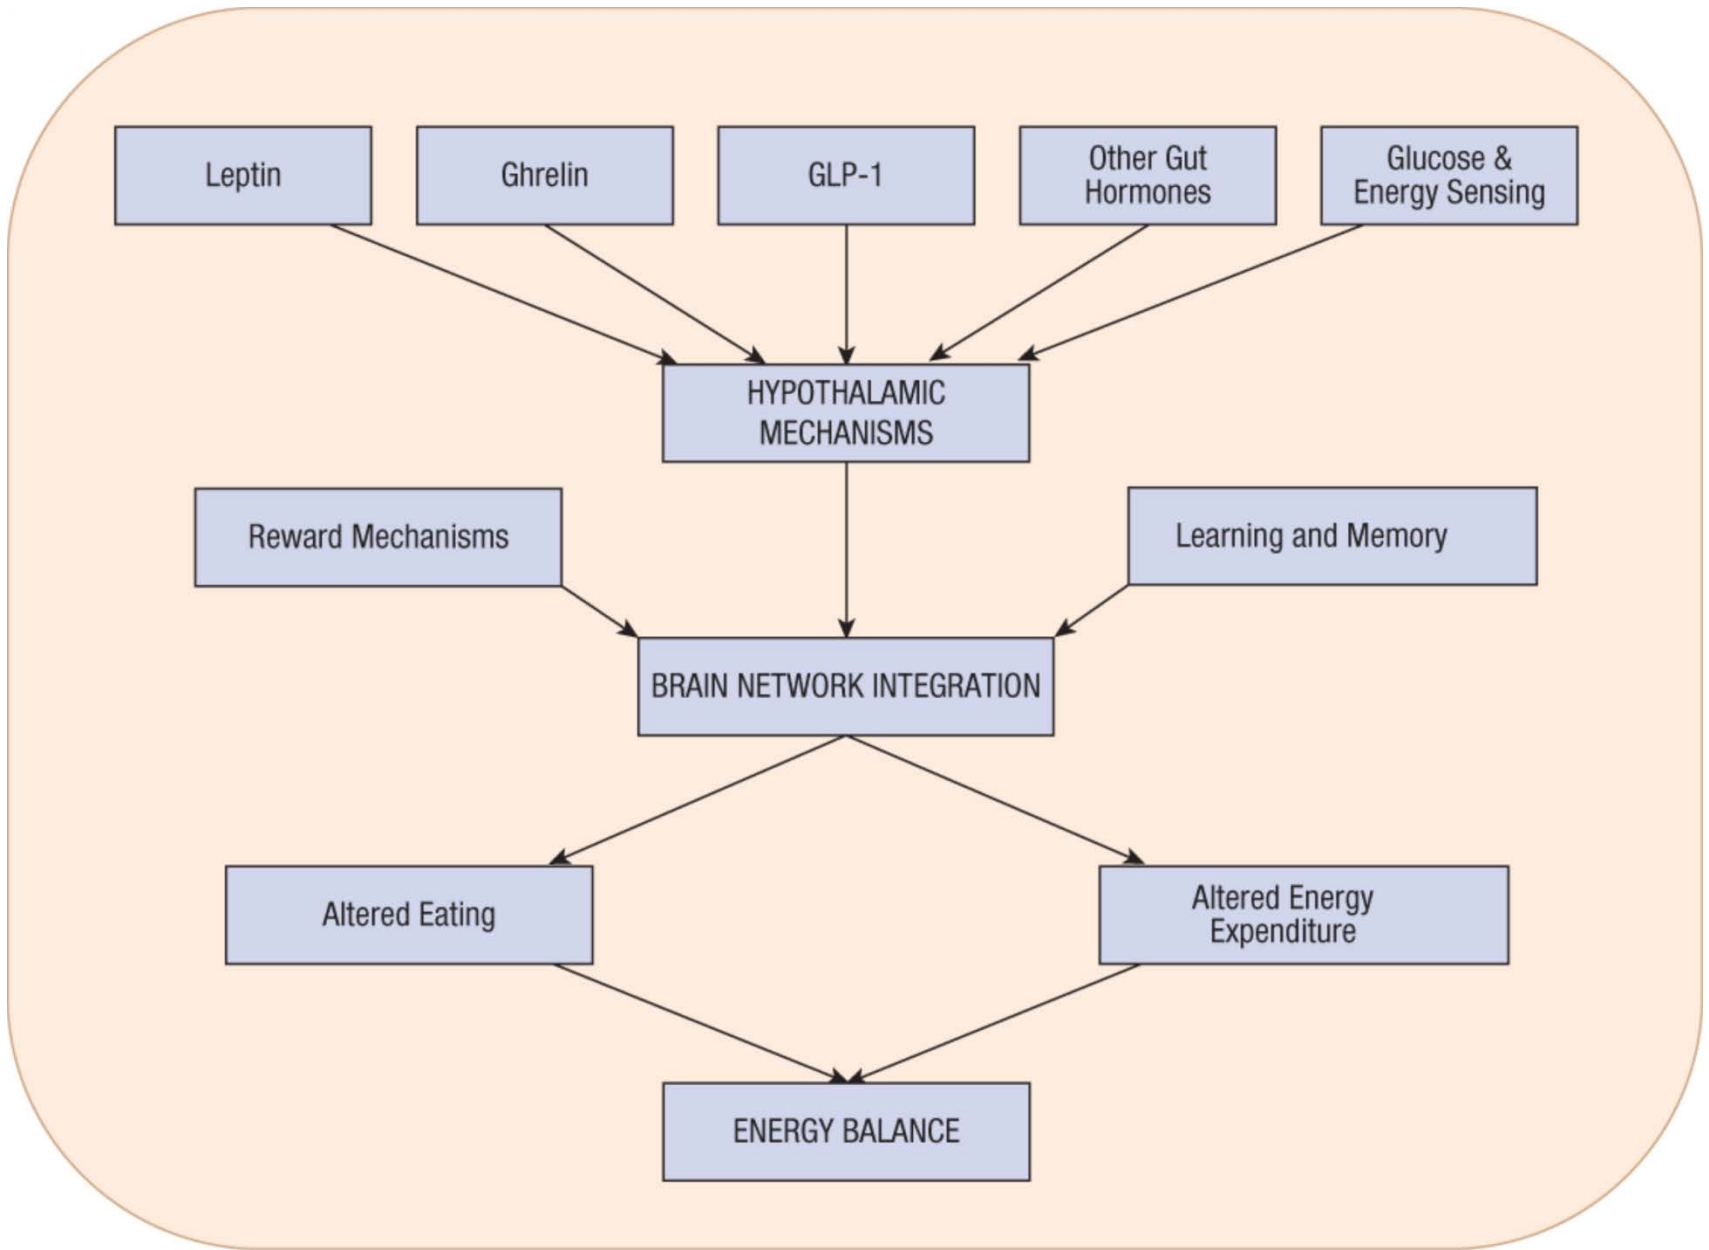 Leptin
Ghrelin
GLP-1
Other Gut
Hormones
Glucose &
Energy Sensing
HYPOTHALAMIC
MECHANISMS
Reward Mechanisms
Learning and Memory
BRAIN NETWORK INTEGRATION
Altered Eating
Altered Energy
Expenditure
ENERGY BALANCE